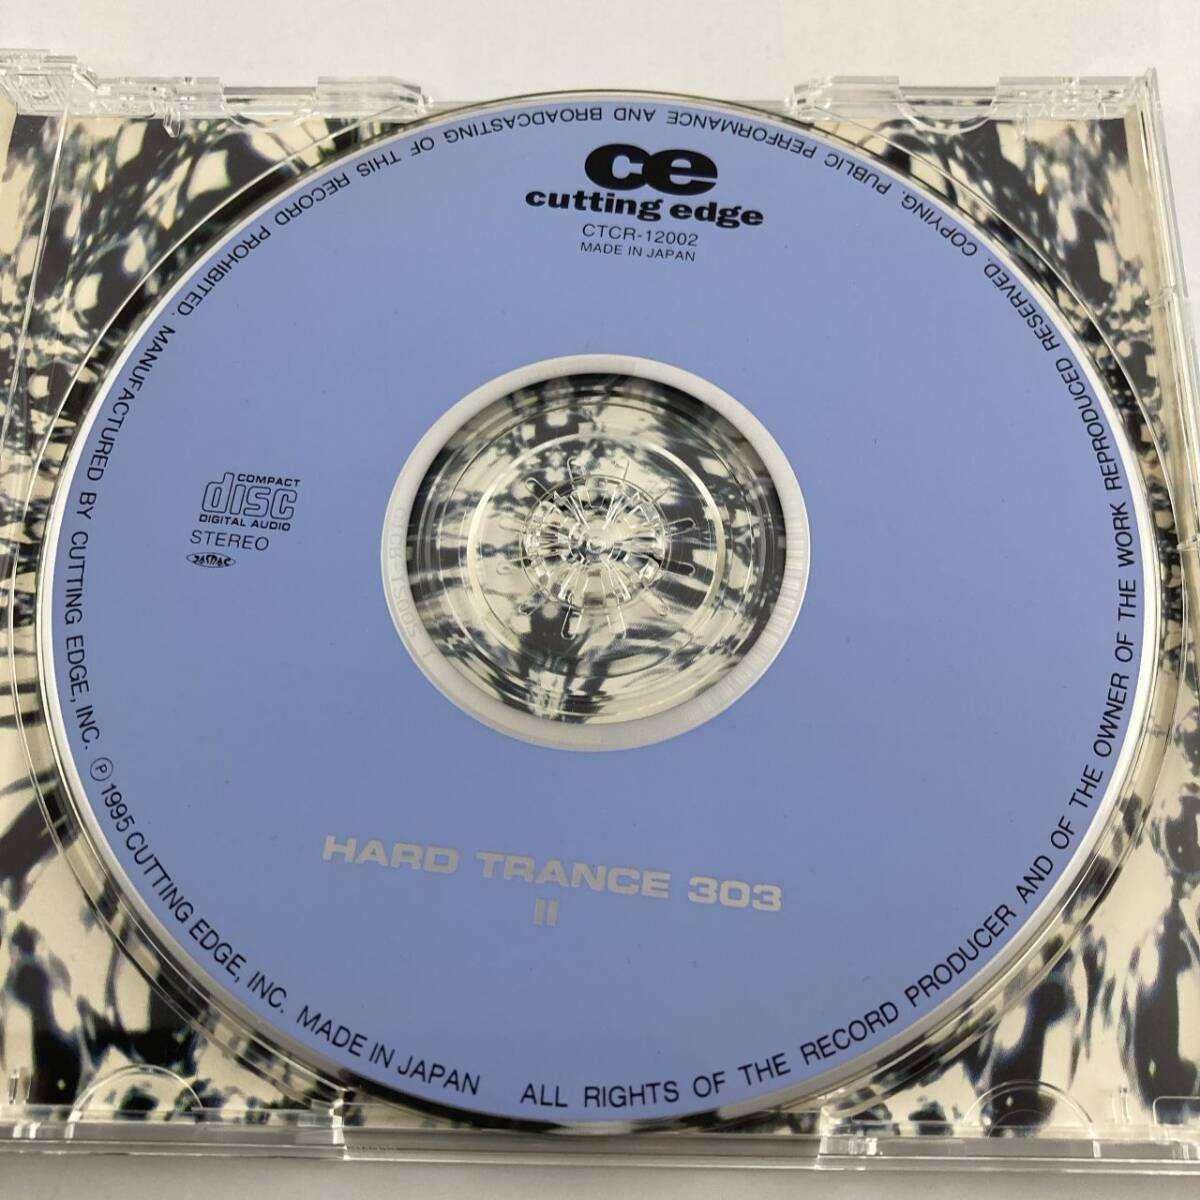 ce
cutting edge
CTCR-12002
MADE IN JAPAN
COMPACT
disc
DIGITAL AUDIO
STEREO
JASRAC
HARD TRANCE 303
II
ALL RIGHTS OF THE RECORD PRODUCER AND OF THE OWNER OF THE WORK REPRODUCED RESERVED. COPYING, PUBLIC PERFORMANCE AND BROADCASTING OF THIS RECORD PROHIBITED. MANUFACTURED BY CUTTING EDGE, INC. Ⓟ 1995 CUTTING EDGE, INC. MADE IN JAPAN